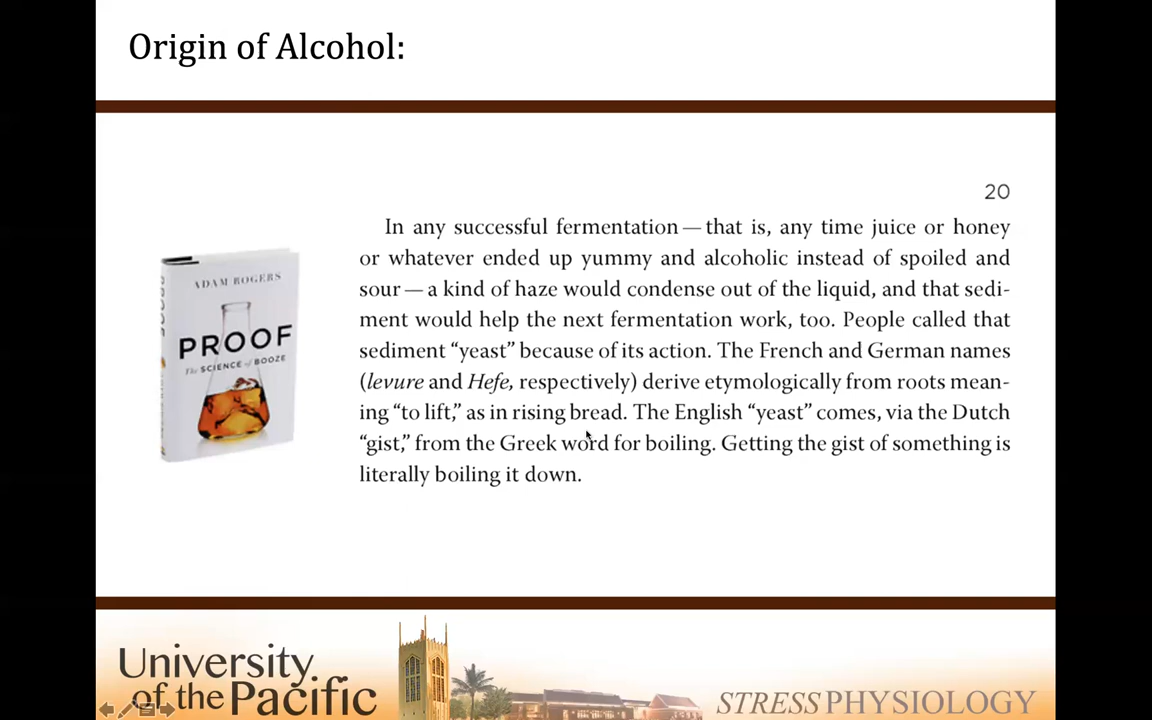 Origin of Alcohol:
20
In any successful fermentation — that is, any time juice or honey
or whatever ended up yummy and alcoholic instead of spoiled and
sour — a kind of haze would condense out of the liquid, and that sedi-
ment would help the next fermentation work, too. People called that
sediment “yeast” because of its action. The French and German names
(levure and Hefe, respectively) derive etymologically from roots mean-
ing “to lift,” as in rising bread. The English “yeast” comes, via the Dutch
“gist,” from the Greek word for boiling. Getting the gist of something is
literally boiling it down.
ADAM ROGERS
PROOF
The SCIENCE of BOOZE
PROOF
University
of the Pacific
STRESSPHYSIOLOGY